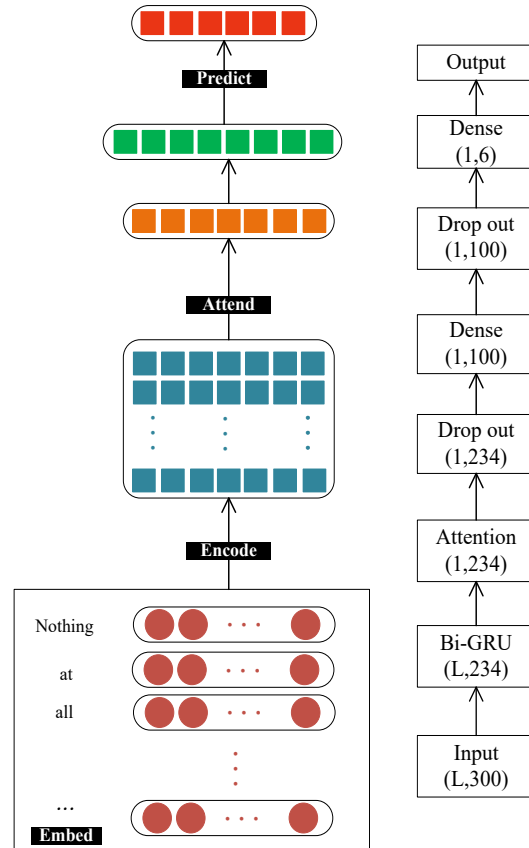 Predict
Attend
Encode
Nothing
at
all
...
Embed
Output
Dense
(1,6)
Drop out
(1,100)
Dense
(1,100)
Drop out
(1,234)
Attention
(1,234)
Bi-GRU
(L,234)
Input
(L,300)